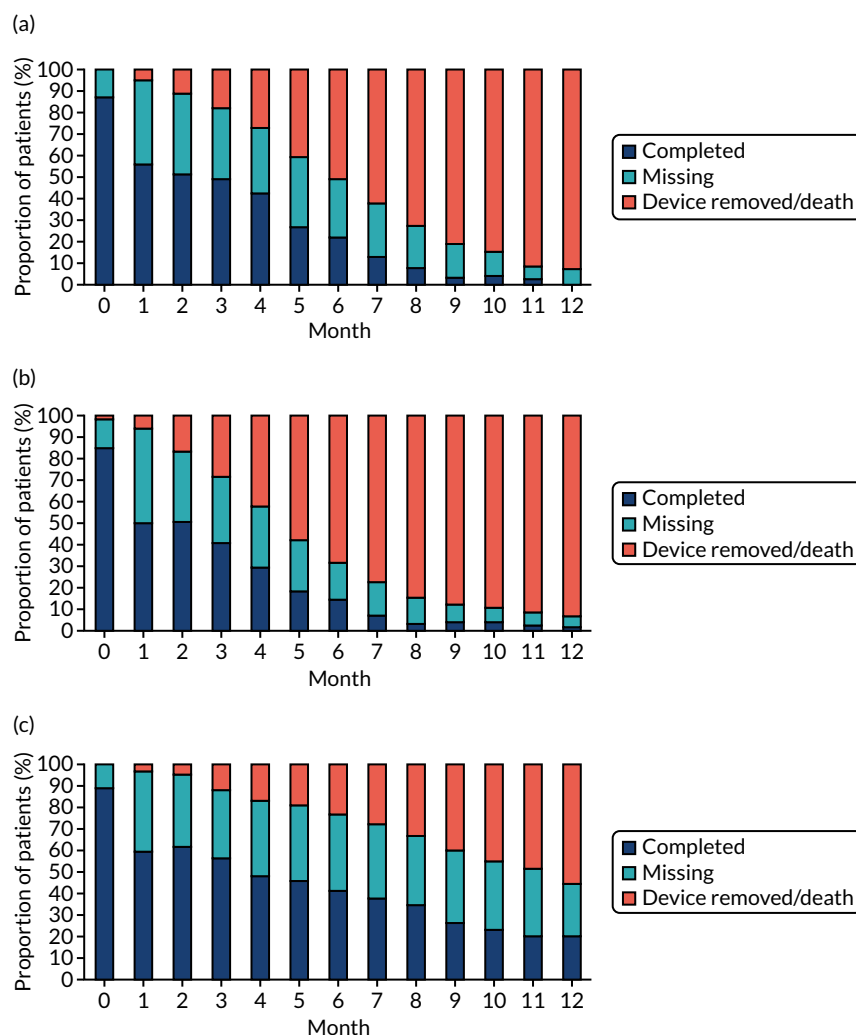 (a)
Proportion of patients (%)
100
90
80
70
60
50
40
30
20
10
0
0 1 2 3 4 5 6 7 8 9 10 11 12
Month
Completed
Missing
Device removed/death
(b)
Proportion of patients (%)
100
90
80
70
60
50
40
30
20
10
0
0 1 2 3 4 5 6 7 8 9 10 11 12
Month
Completed
Missing
Device removed/death
(c)
Proportion of patients (%)
100
90
80
70
60
50
40
30
20
10
0
0 1 2 3 4 5 6 7 8 9 10 11 12
Month
Completed
Missing
Device removed/death